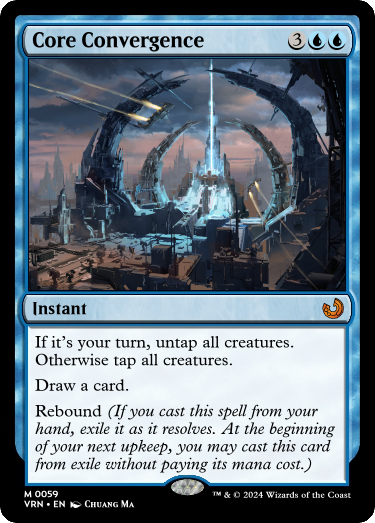 Core Convergence 3
Instant
If it's your turn, untap all creatures.
Otherwise tap all creatures.
Draw a card.
Rebound (If you cast this spell from your
hand, exile it as it resolves. At the beginning
of your next upkeep, you may cast this card
from exile without paying its mana cost.)
M 0059
VRN • EN Chuang Ma
™ & © 2024 Wizards of the Coast